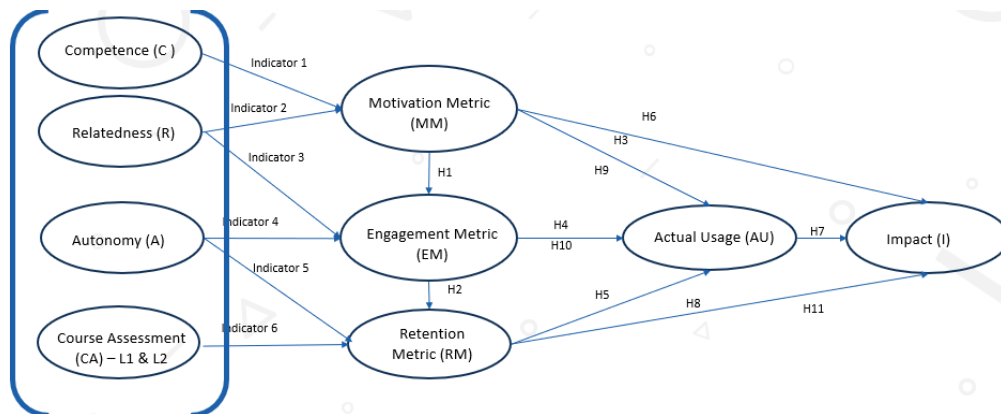 Competence (C )
Indicator 1
Relatedness (R)
Indicator 2
Motivation Metric
(MM)
H6
H3
Indicator 3
H1
H9
Autonomy (A)
Indicator 4
Engagement Metric
(EM)
H4
H10
Actual Usage (AU)
H7
Impact (I)
Indicator 5
H2
H5
H8
H11
Course Assessment
(CA) – L1 & L2
Indicator 6
Retention
Metric (RM)